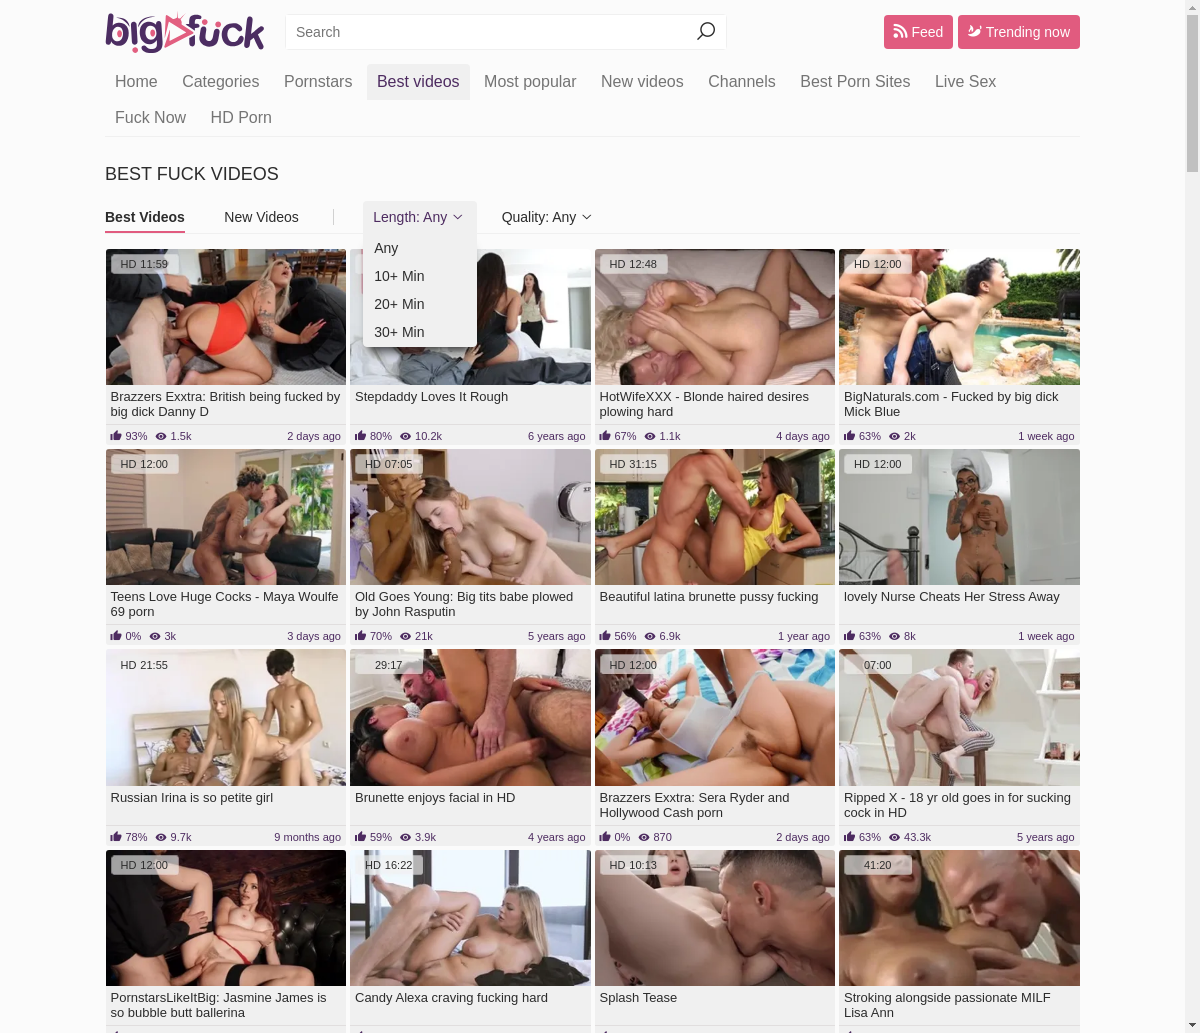 big fuck
Search
Feed
Trending now
Home
Categories
Pornstars
Best videos
Most popular
New videos
Channels
Best Porn Sites
Live Sex
Fuck Now
HD Porn
BEST FUCK VIDEOS
Best Videos
New Videos
Length: Any
Quality: Any
Any
10+ Min
20+ Min
30+ Min
HD 11:59
HD 12:48
HD 12:00
Brazzers Exxtra: British being fucked by
big dick Danny D
93% 1.5k 2 days ago
Stepdaddy Loves It Rough
80% 10.2k 6 years ago
HotWifeXXX - Blonde haired desires
plowing hard
67% 1.1k 4 days ago
BigNaturals.com - Fucked by big dick
Mick Blue
63% 2k 1 week ago
HD 12:00
HD 07:05
HD 31:15
HD 12:00
Teens Love Huge Cocks - Maya Woulfe
69 porn
0% 3k 3 days ago
Old Goes Young: Big tits babe plowed
by John Rasputin
70% 21k 5 years ago
Beautiful latina brunette pussy fucking
56% 6.9k 1 year ago
lovely Nurse Cheats Her Stress Away
63% 8k 1 week ago
HD 21:55
29:17
HD 12:00
07:00
Russian Irina is so petite girl
78% 9.7k 9 months ago
Brunette enjoys facial in HD
59% 3.9k 4 years ago
Brazzers Exxtra: Sera Ryder and
Hollywood Cash porn
0% 870 2 days ago
Ripped X - 18 yr old goes in for sucking
cock in HD
63% 43.3k 5 years ago
HD 12:00
HD 16:22
HD 10:13
41:20
PornstarsLikeItBig: Jasmine James is
so bubble butt ballerina
Candy Alexa craving fucking hard
Splash Tease
Stroking alongside passionate MILF
Lisa Ann